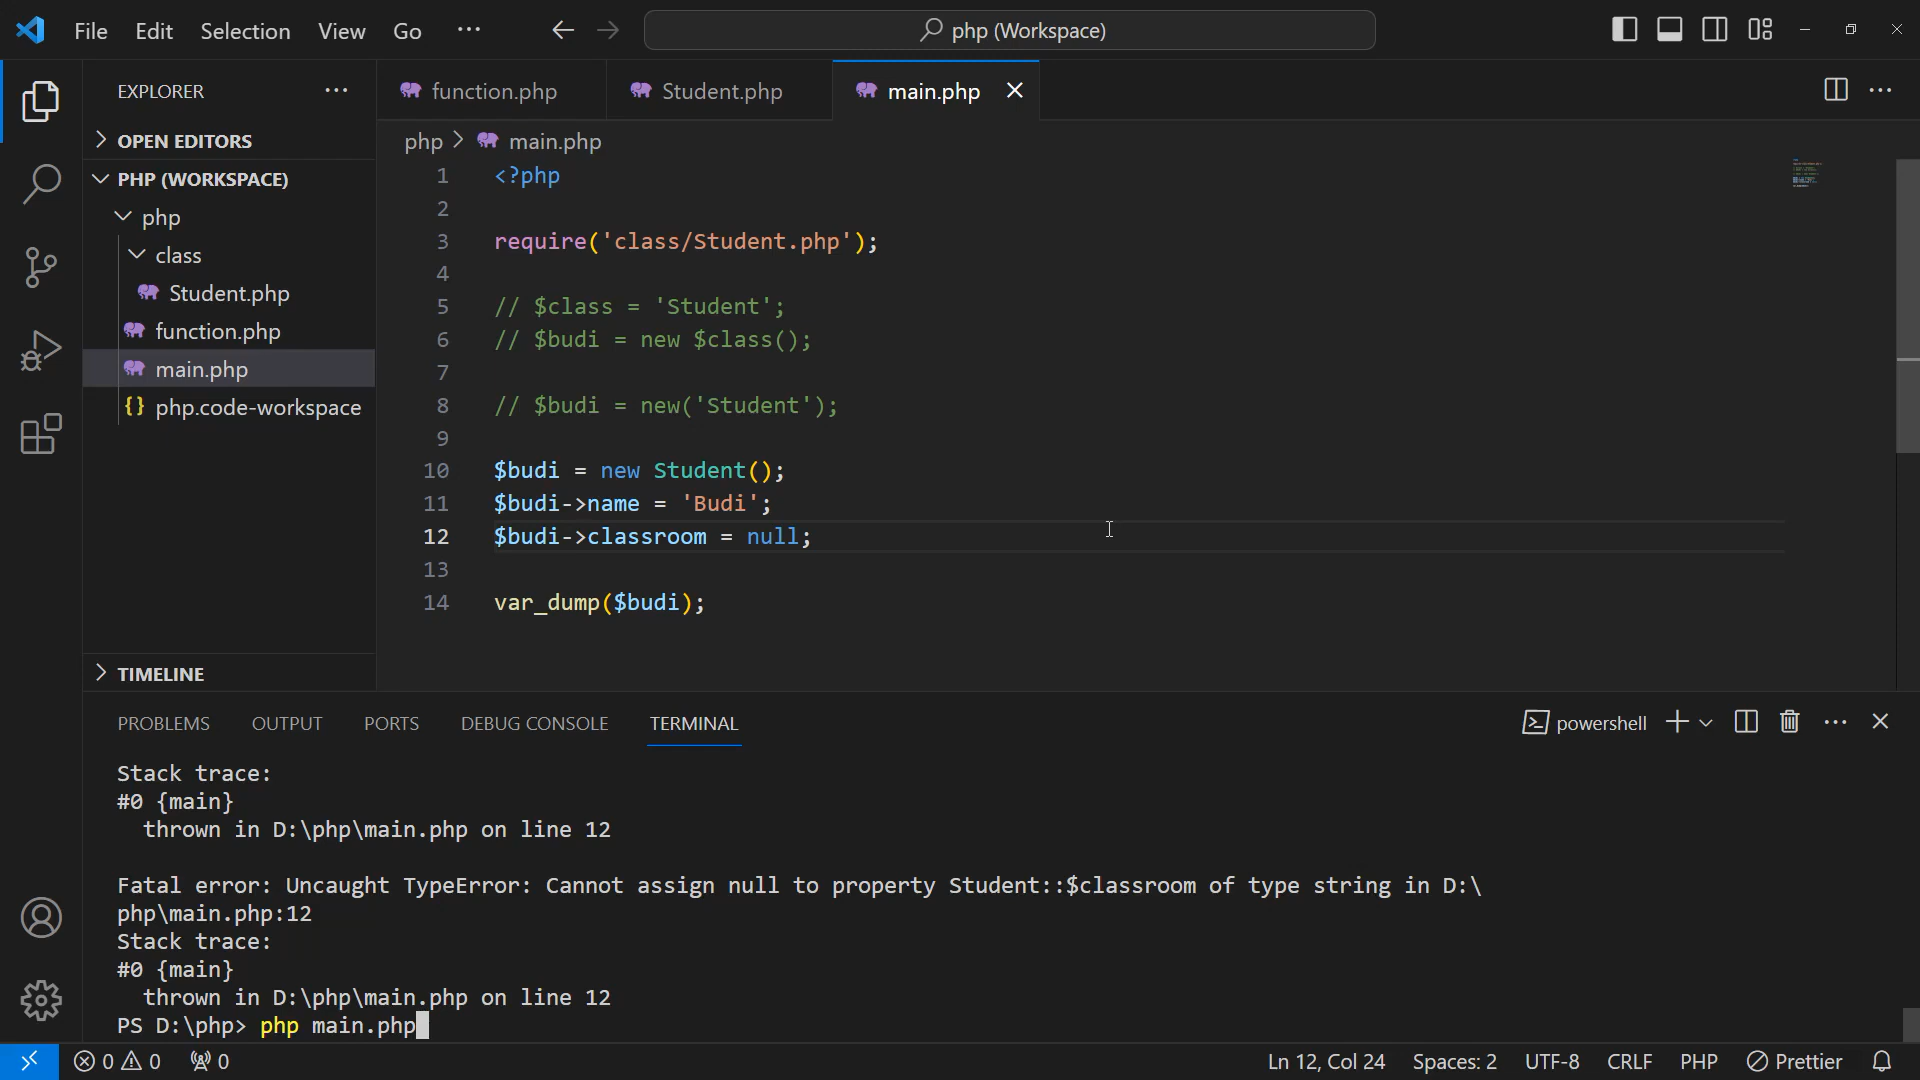 File Edit Selection View Go ··· php (Workspace)
EXPLORER ···
function.php Student.php main.php
OPEN EDITORS
PHP (WORKSPACE)
php
class
Student.php
function.php
main.php
php.code-workspace
TIMELINE
php > main.php
1 <?php
2
3 require('class/Student.php');
4
5 // $class = 'Student';
6 // $budi = new $class();
7
8 // $budi = new('Student');
9
10 $budi = new Student();
11 $budi->name = 'Budi';
12 $budi->classroom = null;
13
14 var_dump($budi);
PROBLEMS OUTPUT PORTS DEBUG CONSOLE TERMINAL powershell
Stack trace:
#0 {main}
thrown in D:\php\main.php on line 12
Fatal error: Uncaught TypeError: Cannot assign null to property Student::$classroom of type string in D:\
php\main.php:12
Stack trace:
#0 {main}
thrown in D:\php\main.php on line 12
PS D:\php> php main.php
0 0 0 Ln 12, Col 24 Spaces: 2 UTF-8 CRLF PHP Prettier